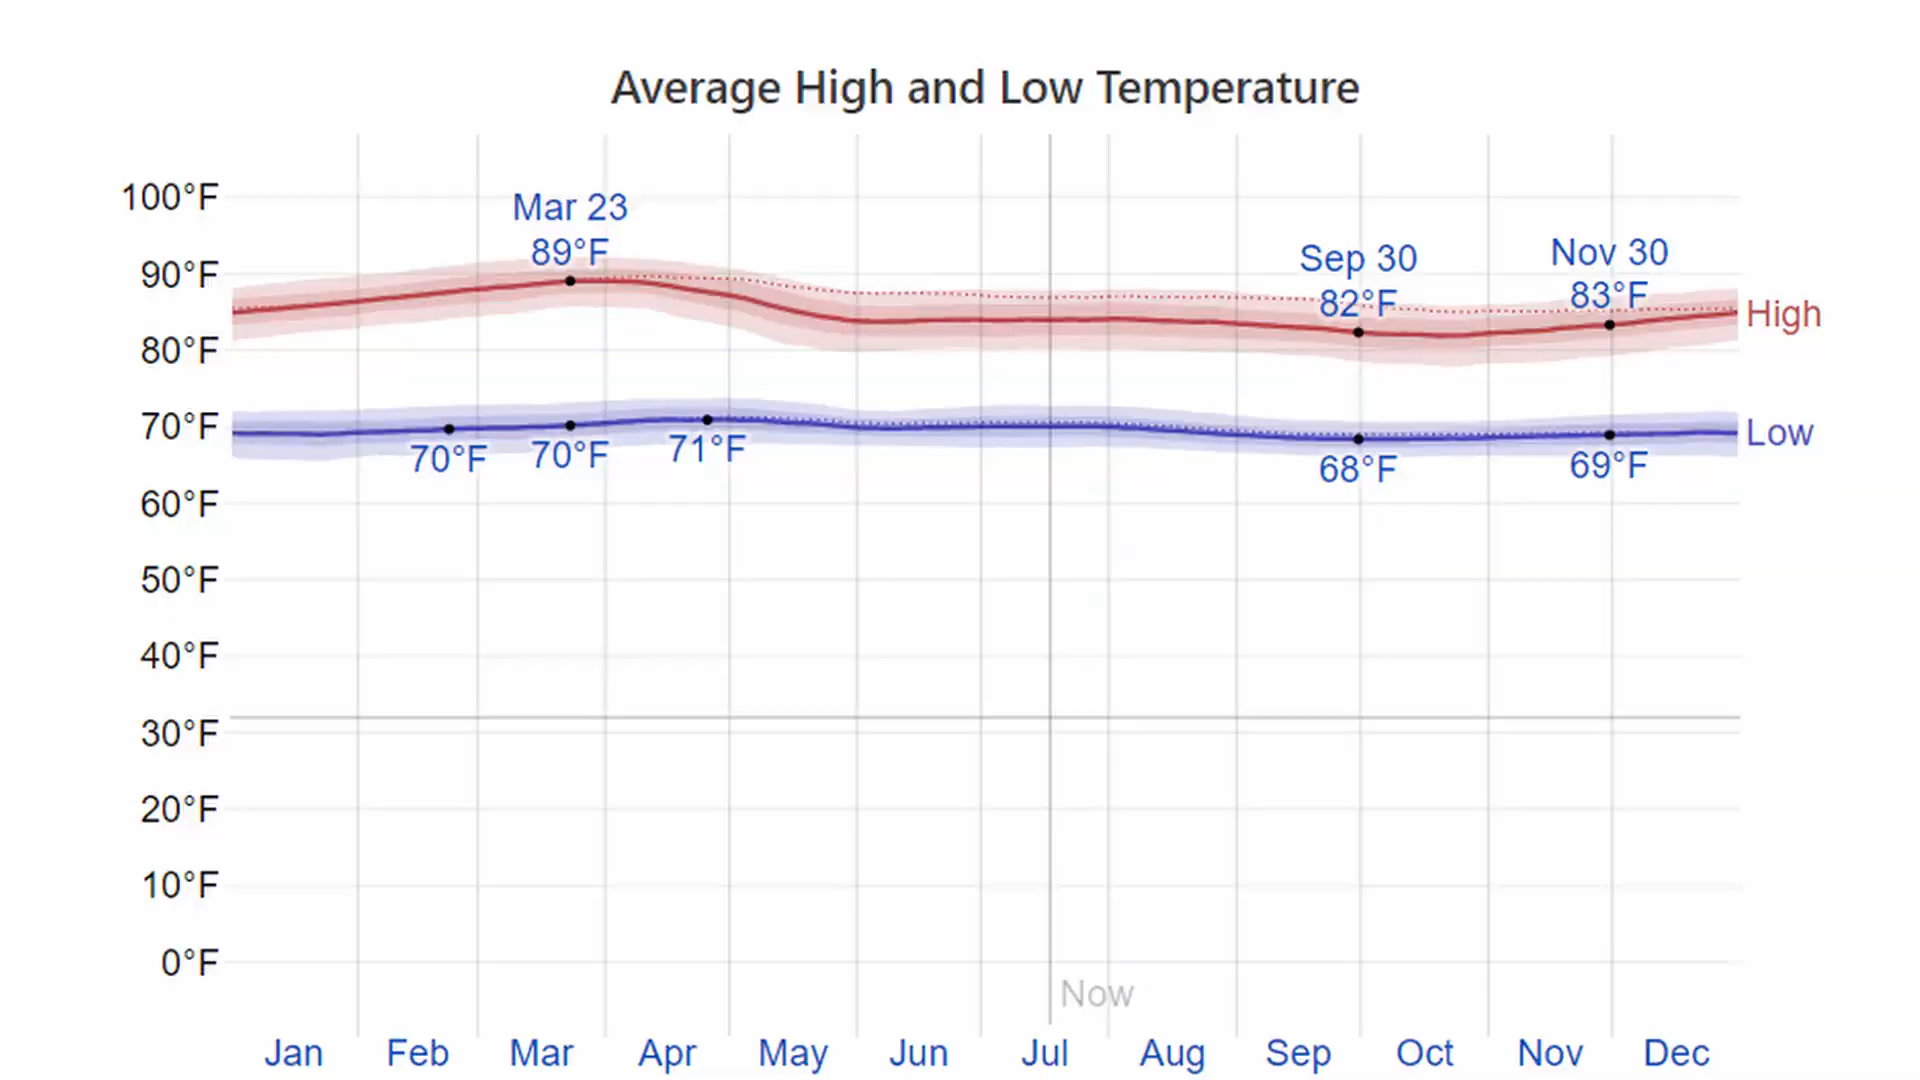 Average High and Low Temperature
100°F
90°F
80°F
70°F
60°F
50°F
40°F
30°F
20°F
10°F
0°F
Mar 23
89°F
Sep 30
82°F
Nov 30
83°F
High
70°F
70°F
71°F
68°F
69°F
Low
Now
Jan Feb Mar Apr May Jun Jul Aug Sep Oct Nov Dec